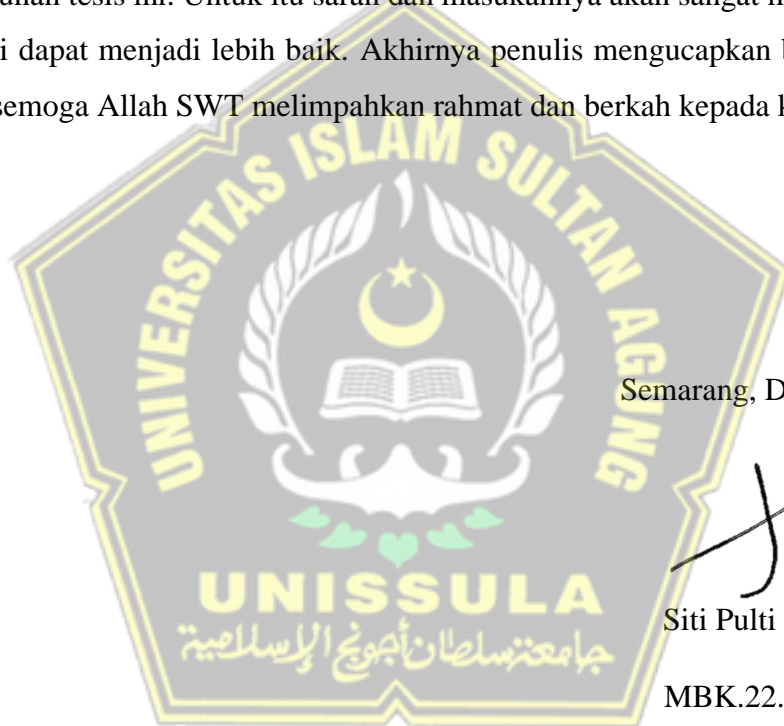 tesis ini. Untuk itu saran dan masukannya akan sangat
dapat menjadi lebih baik. Akhirnya penulis mengucapkan
semoga Allah SWT melimpahkan rahmat dan berkah kepada
UNIVERSITAS ISLAM SULTAN AGUNG
Semarang,
UNISSULA
جامعة سلطان أجونج الإسلامية
Siti Pulti
MBK.22.